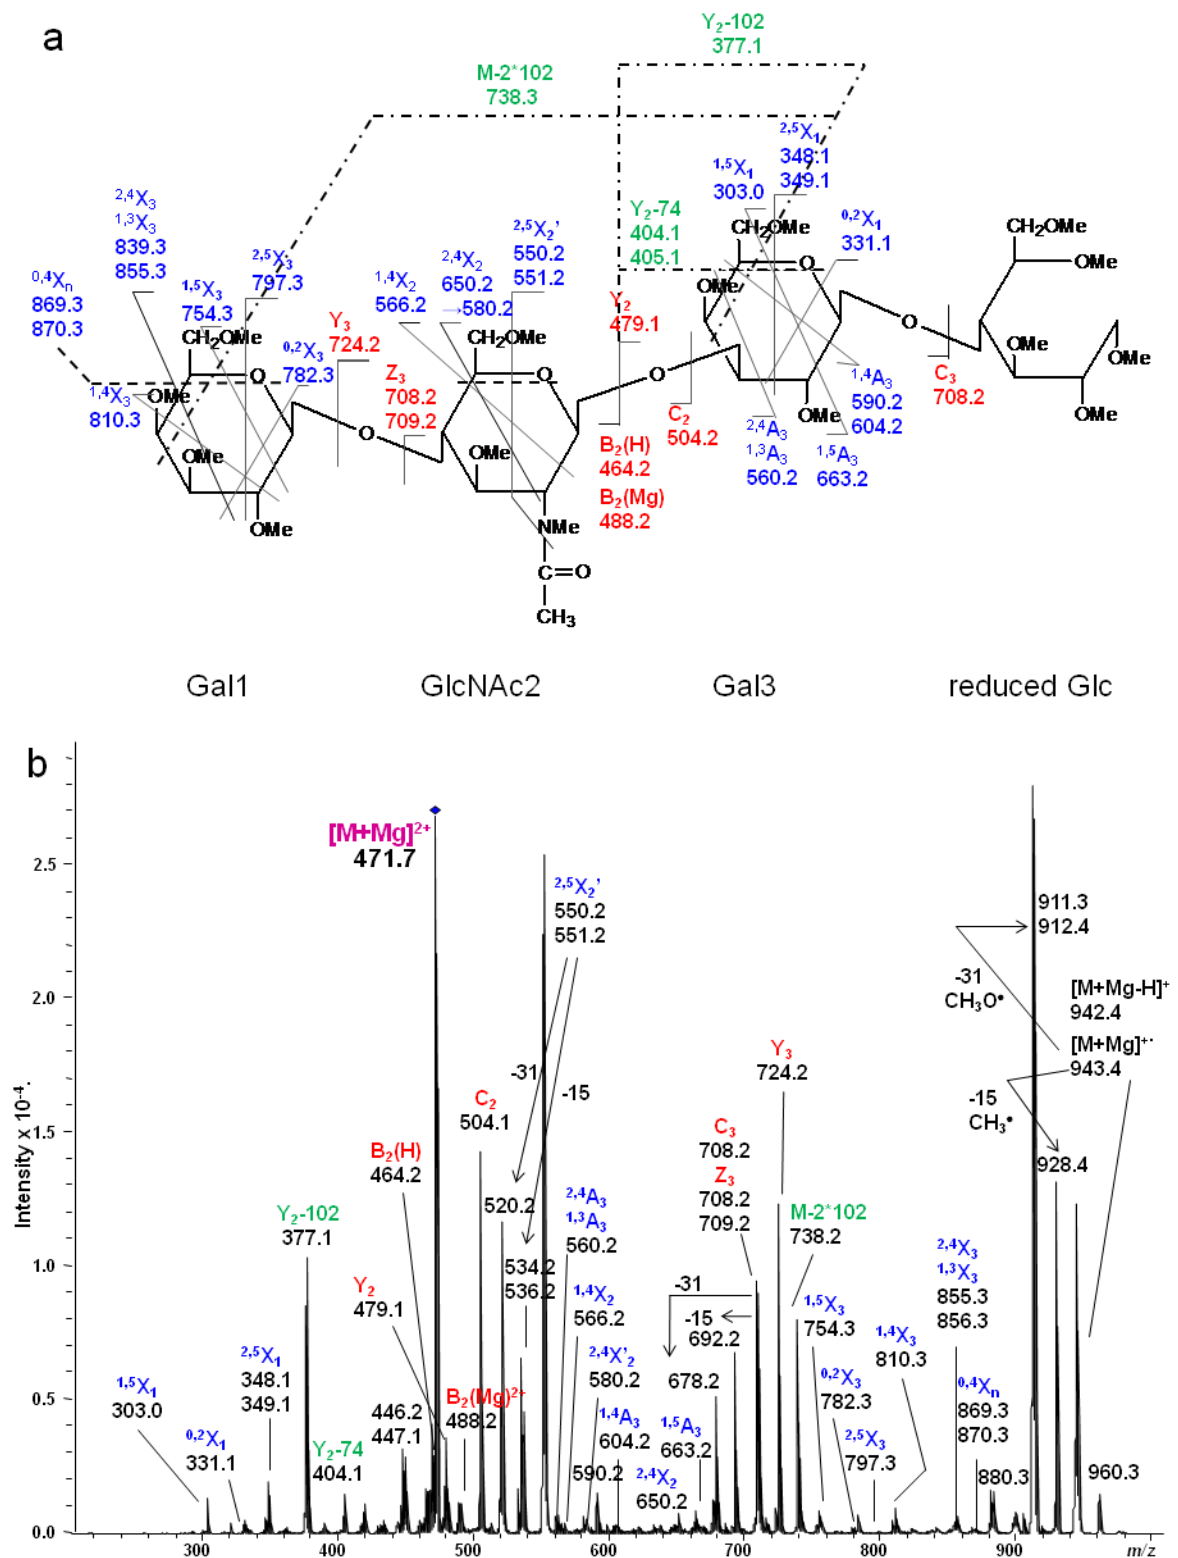 a
Y2-102
377.1
M-2*102
738.3
2,5X1
348.1
349.1
1,5X1
303.0
2,4X3
1,3X3
839.3
855.3
Y2-74
404.1
405.1
0,2X1
331.1
2,5X2'
550.2
551.2
2,5X3
797.3
2,4X2
650.2
→580.2
0,4Xn
869.3
870.3
1,5X3
754.3
1,4X2
566.2
Y2
479.1
Y3
724.2
0,2X3
782.3
Z3
708.2
709.2
1,4X3
810.3
C2
504.2
C3
708.2
1,4A3
590.2
604.2
2,4A3
1,3A3
560.2
1,5A3
663.2
B2(H)
464.2
B2(Mg)
488.2
CH2OMe
O
OMe
OMe
OMe
O
CH2OMe
O
OMe
NMe
C=O
CH3
O
CH2OMe
OMe
O
OMe
O
CH2OMe
OMe
OMe
OMe
OMe
Gal1 GlcNAc2 Gal3 reduced Glc
b
[M+Mg]2+
471.7
2,5X2'
550.2
551.2
911.3
912.4
-31
CH3O•
[M+Mg-H]+
942.4
[M+Mg]+·
943.4
-15
CH3•
928.4
-31
-15
Y3
724.2
C2
504.1
C3
708.2
Z3
708.2
709.2
B2(H)
464.2
520.2
2,4A3
1,3A3
560.2
M-2*102
738.2
Y2-102
377.1
534.2
536.2
2,4X3
1,3X3
855.3
856.3
Y2
479.1
-31
-15
692.2
1,4X2
566.2
1,5X3
754.3
1,4X3
810.3
2,5X1
348.1
349.1
2,4X'2
580.2
678.2
0,2X3
782.3
0,4Xn
869.3
870.3
1,5X1
303.0
B2(Mg)2+
488.2
446.2
447.1
1,4A3
604.2
590.2
1,5A3
663.2
0,2X1
331.1
Y2-74
404.1
2,4X2
650.2
2,5X3
797.3
880.3
960.3
Intensity x 10-4.
2.5
2.0
1.5
1.0
0.5
0.0
300 400 500 600 700 800 900 m/z